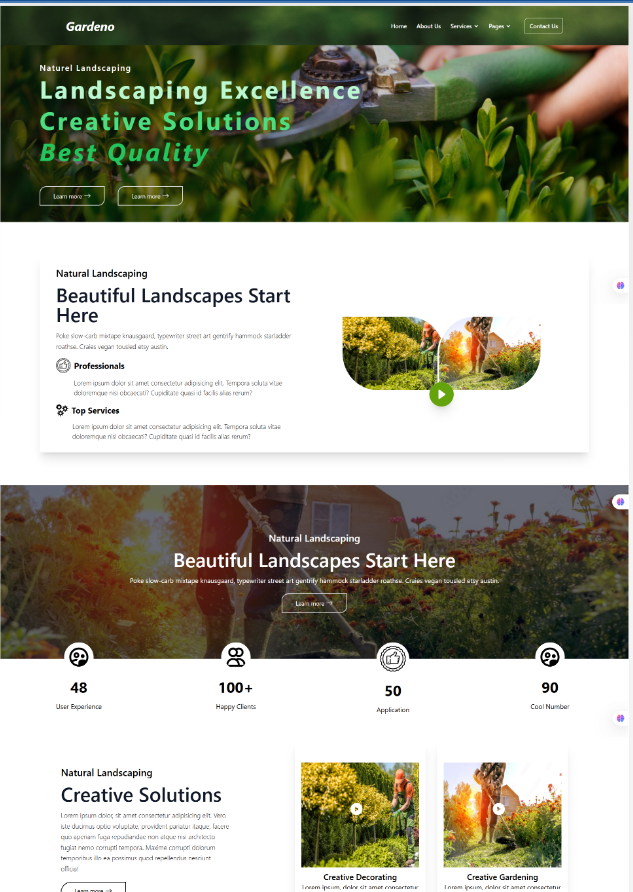 Gardeno
Home About Us Services Pages Contact Us
Naturel Landscaping
Landscaping Excellence
Creative Solutions
Best Quality
Learn more → Learn more →
Natural Landscaping
Beautiful Landscapes Start
Here
Poke slow-carb mixtape knausgaard, typewriter street art gentrify hammock starladder
roathse. Craies vegan tousled etsy austin.
Professionals
Lorem ipsum dolor sit amet consectetur adipisicing elit. Tempora soluta vitae
doloremque nisi obcaecati? Cupiditate quasi id facilis alias rerum?
Top Services
Lorem ipsum dolor sit amet consectetur adipisicing elit. Tempora soluta vitae
doloremque nisi obcaecati? Cupiditate quasi id facilis alias rerum?
Natural Landscaping
Beautiful Landscapes Start Here
Poke slow-carb mixtape knausgaard, typewriter street art gentrify hammock starladder roathse. Craies vegan tousled etsy austin.
Learn more →
48 100+ 50 90
User Experience Happy Clients Application Cool Number
Natural Landscaping
Creative Solutions
Lorem ipsum dolor, sit amet consectetur adipisicing elit. Vero
iste ducimus optio voluptate, provident pariatur itaque, facere
quo aperiam fuga repudiandae non atque nisi architecto
fugiat nemo corrupti tempora. Maxime corrupti dolorum
temporibus illo ea possimus quod repellendus nesciunt
officia!
Learn more →
Creative Decorating Creative Gardening
Lorem ipsum, dolor sit amet consectetur Lorem ipsum, dolor sit amet consectetur